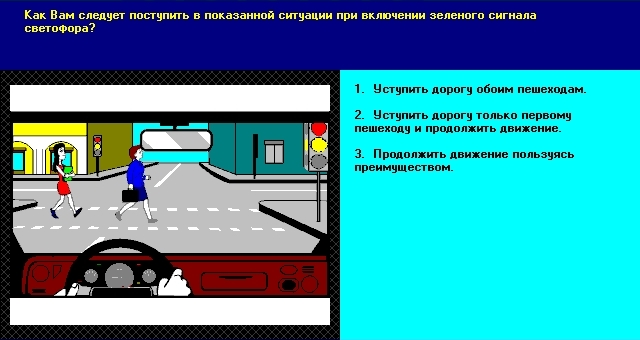 Как Вам следует поступить в показанной ситуации при включении зеленого сигнала
светофора?
1. Уступить дорогу обоим пешеходам.
2. Уступить дорогу только первому
пешеходу и продолжить движение.
3. Продолжить движение пользуясь
преимуществом.